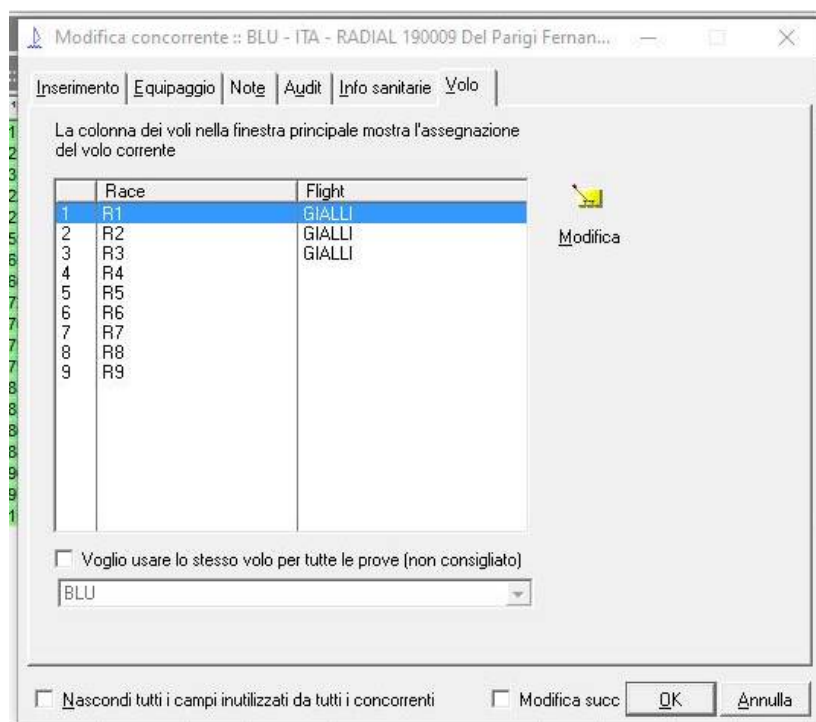 Modifica concorrente :: BLU - ITA - RADIAL 190009 Del Parigi Fernan...
Inserimento Equipaggio Note Audit Info sanitarie Volo
La colonna dei voli nella finestra principale mostra l'assegnazione
del volo corrente
Race Flight
1 R1 GIALLI
2 R2 GIALLI
3 R3 GIALLI
4 R4
5 R5
6 R6
7 R7
8 R8
9 R9
Modifica
Voglio usare lo stesso volo per tutte le prove (non consigliato)
BLU
Nascondi tutti i campi inutilizzati da tutti i concorrenti Modifica succ OK Annulla